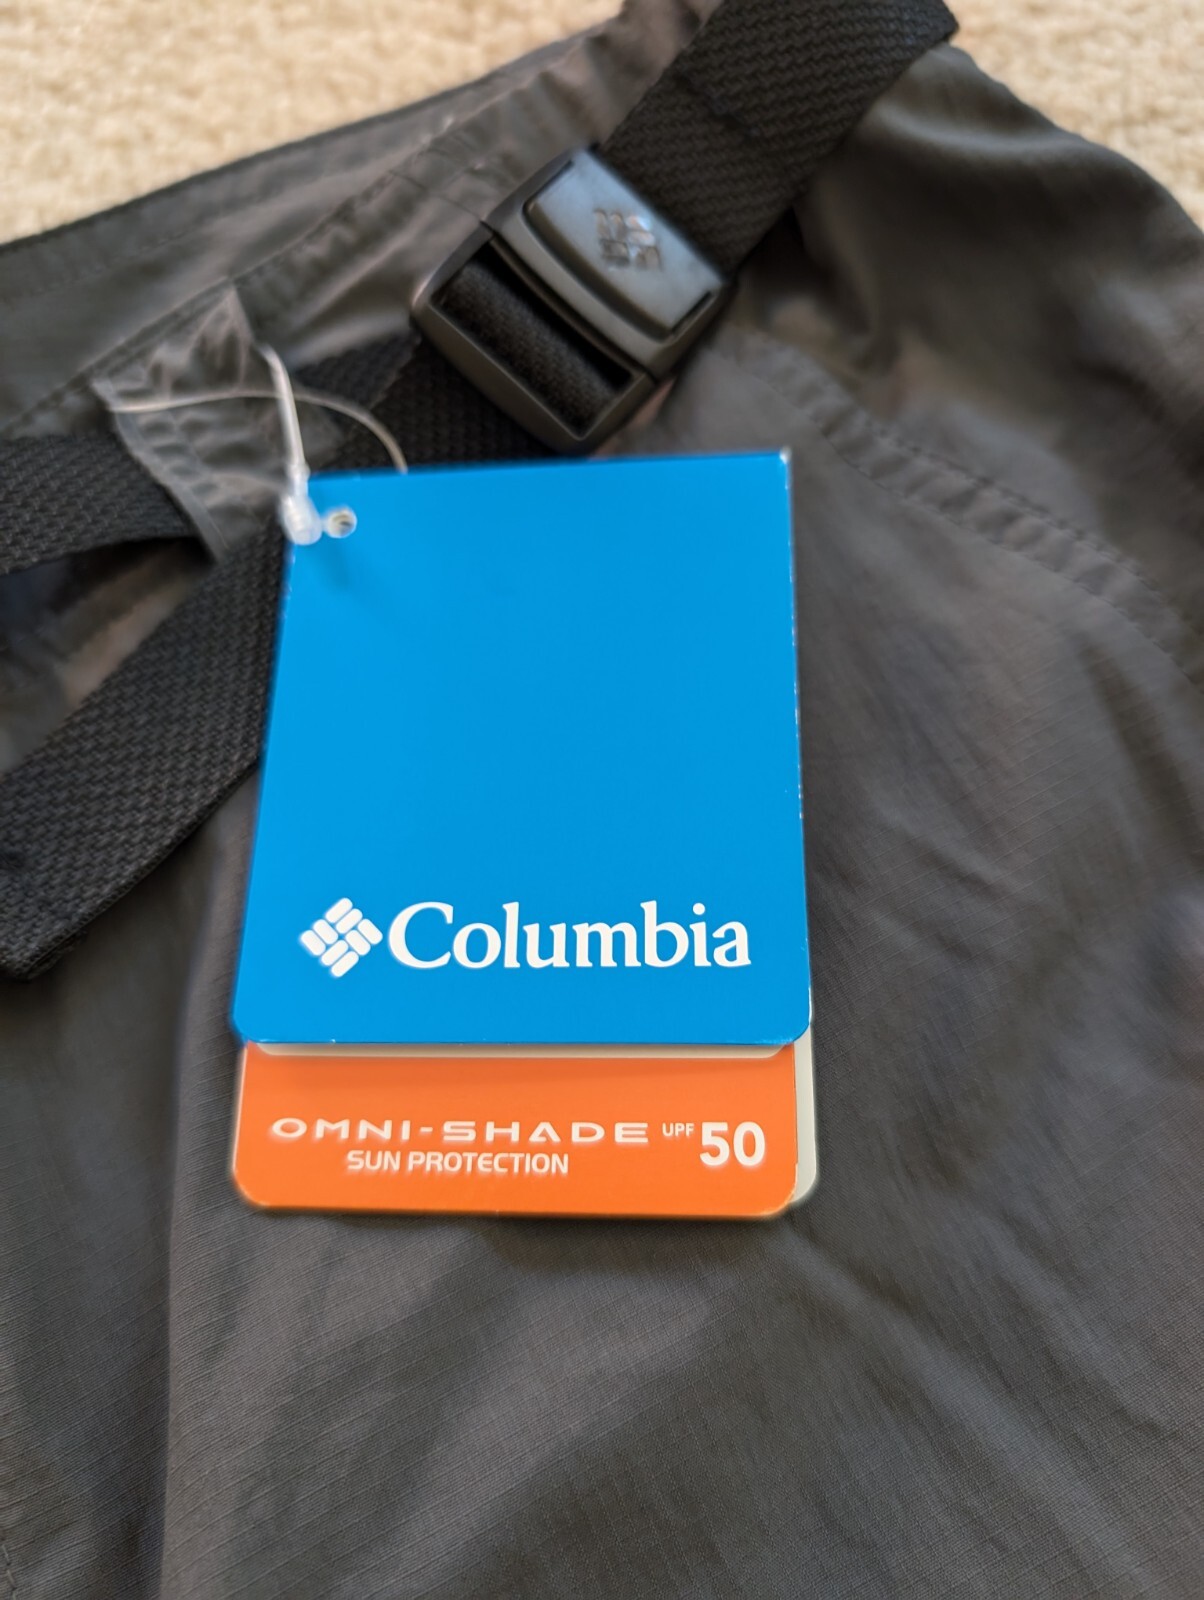 Columbia
OMNI-SHADE UPF 50
SUN PROTECTION